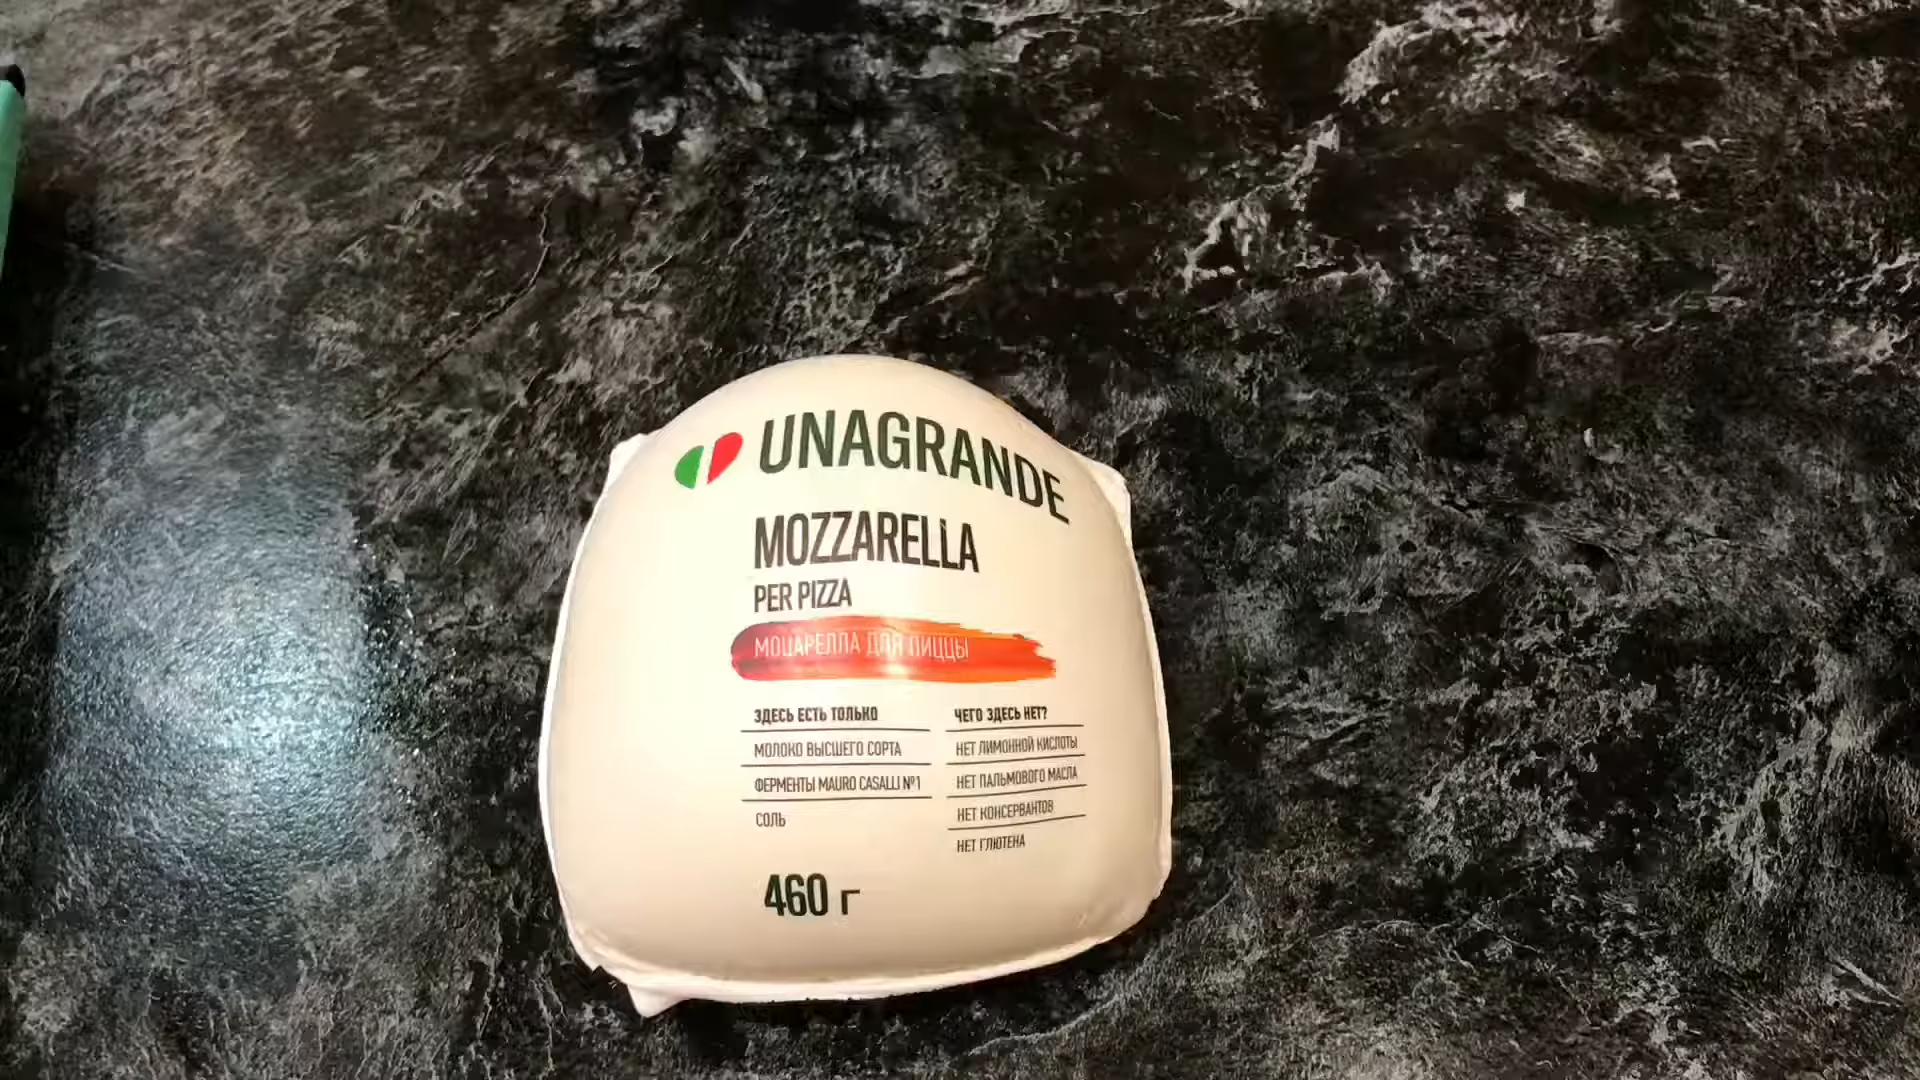 UNAGRANDE
MOZZARELLA
PER PIZZA
МОЦАРЕЛЛА ДЛЯ ПИЦЦЫ
ЗДЕСЬ ЕСТЬ ТОЛЬКО
МОЛОКО ВЫСШЕГО СОРТА
ФЕРМЕНТЫ MAURO CASALLI №1
СОЛЬ
ЧЕГО ЗДЕСЬ НЕТ?
НЕТ ЛИМОННОЙ КИСЛОТЫ
НЕТ ПАЛЬМОВОГО МАСЛА
НЕТ КОНСЕРВАНТОВ
НЕТ ГЛЮТЕНА
460 г